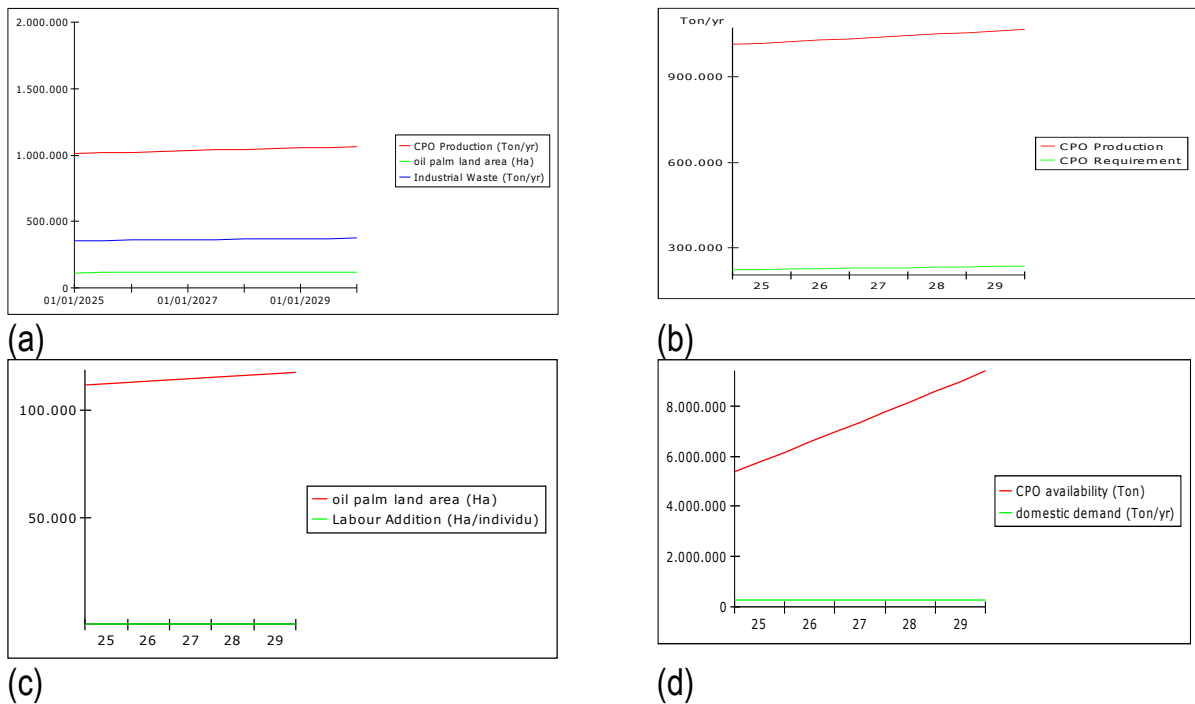 2.000.000
1.500.000
1.000.000
500.000
0
01/01/2025 01/01/2027 01/01/2029
CPO Production (Ton/yr)
oil palm land area (Ha)
Industrial Waste (Ton/yr)
(a)
Ton/yr
900.000
600.000
300.000
25 26 27 28 29
CPO Production
CPO Requirement
(b)
100.000
50.000
25 26 27 28 29
oil palm land area (Ha)
Labour Addition (Ha/individu)
(c)
8.000.000
6.000.000
4.000.000
2.000.000
0
25 26 27 28 29
CPO availability (Ton)
domestic demand (Ton/yr)
(d)